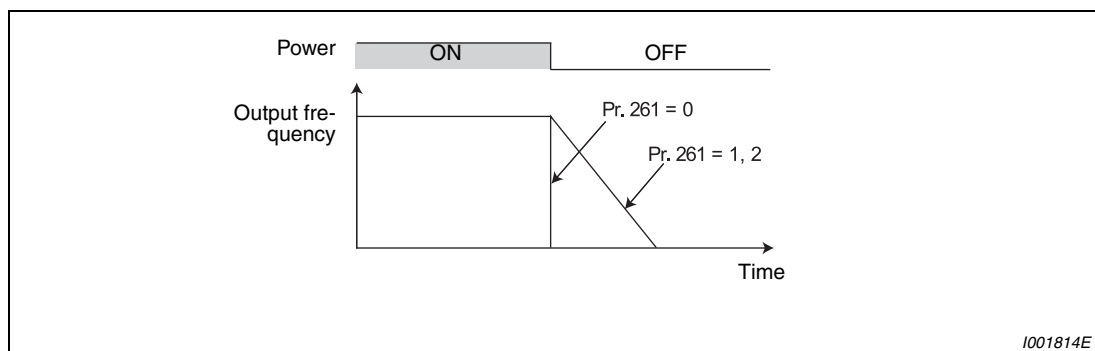 Power
ON
OFF
Output fre-
quency
Pr. 261 = 0
Pr. 261 = 1, 2
Time
I001814E